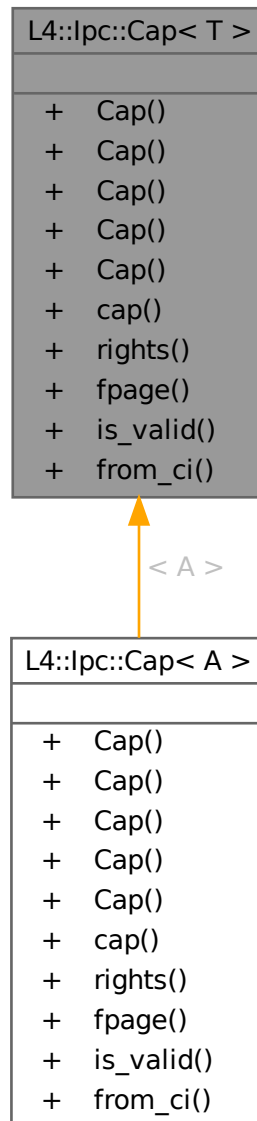 L4::Ipc::Cap< T >
+ Cap()
+ Cap()
+ Cap()
+ Cap()
+ Cap()
+ cap()
+ rights()
+ fpage()
+ is_valid()
+ from_ci()
< A >
L4::Ipc::Cap< A >
+ Cap()
+ Cap()
+ Cap()
+ Cap()
+ Cap()
+ cap()
+ rights()
+ fpage()
+ is_valid()
+ from_ci()